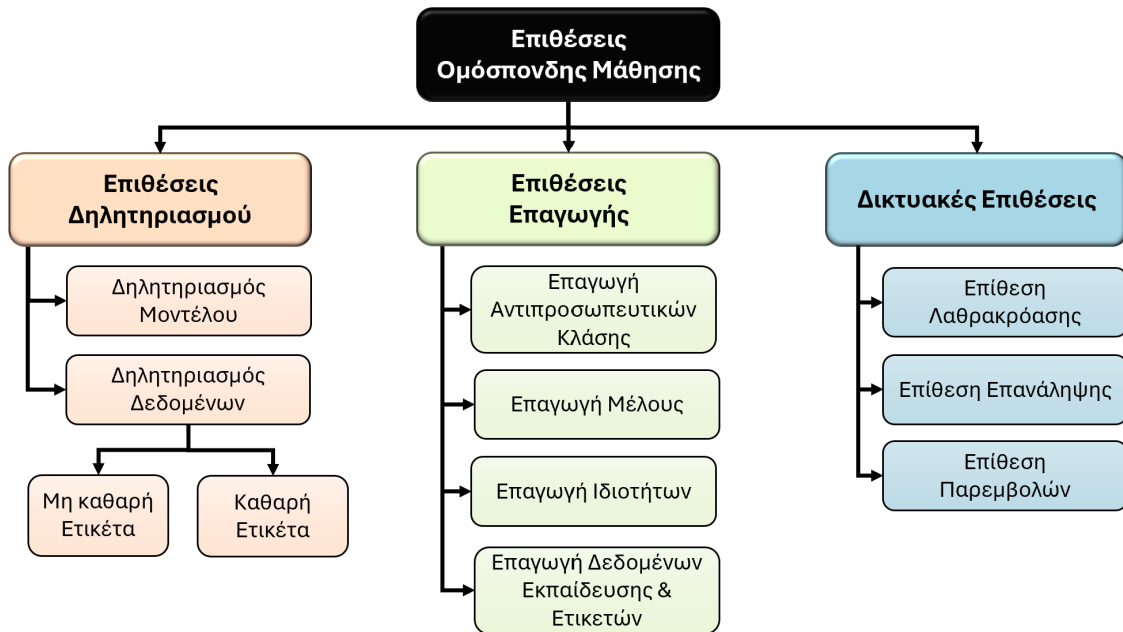 Επιθέσεις
Ομόσπονδης Μάθησης
Επιθέσεις
Δηλητηριασμού
Δηλητηριασμός
Μοντέλου
Δηλητηριασμός
Δεδομένων
Μη καθαρή
Ετικέτα
Καθαρή
Ετικέτα
Επιθέσεις
Επαγωγής
Επαγωγή
Αντιπροσωπευτικών
Κλάσης
Επαγωγή Μέλους
Επαγωγή Ιδιοτήτων
Επαγωγή Δεδομένων
Εκπαίδευσης &
Ετικετών
Δικτυακές Επιθέσεις
Επίθεση
Λαθρακρόασης
Επίθεση Επανάληψης
Επίθεση
Παρεμβολών